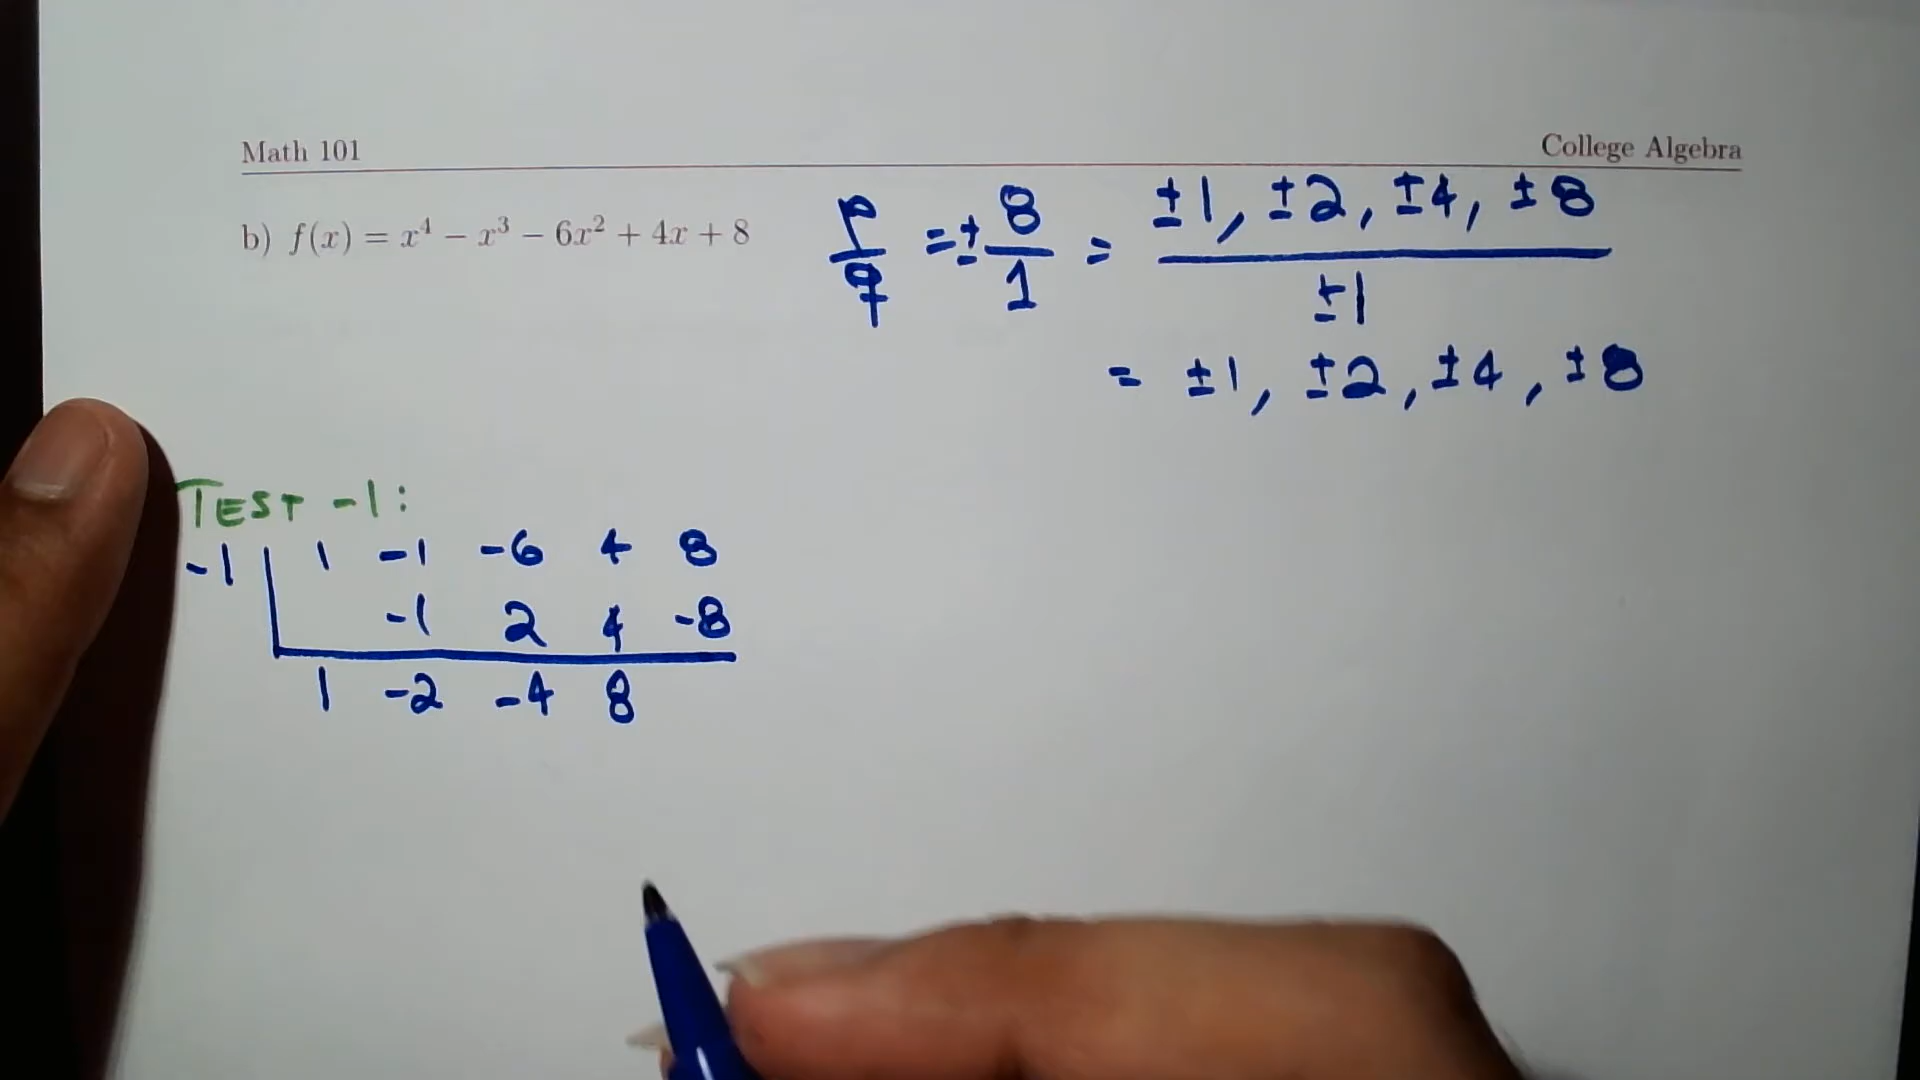 Math 101 College Algebra
b) f(x) = x⁴ − x³ − 6x² + 4x + 8
p/q = ± 8/1 = ±1, ±2, ±4, ±8 / ±1
= ±1, ±2, ±4, ±8
TEST -1:
-1 | 1 -1 -6 4 8
-1 2 4 -8
1 -2 -4 8